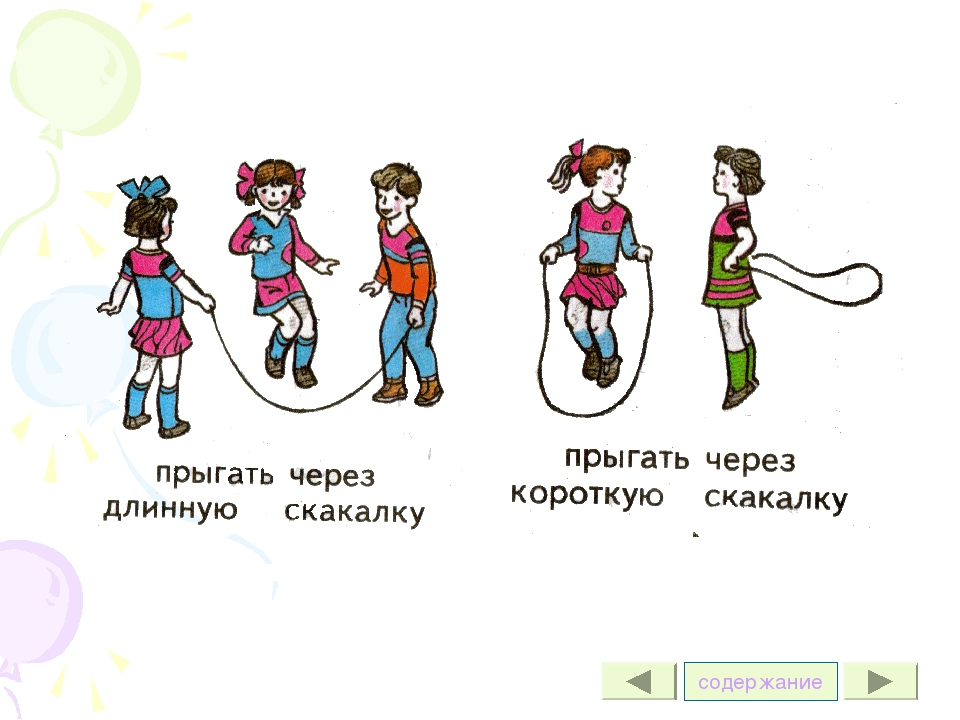 прыгать через
длинную скакалку
прыгать через
короткую скакалку
содержание